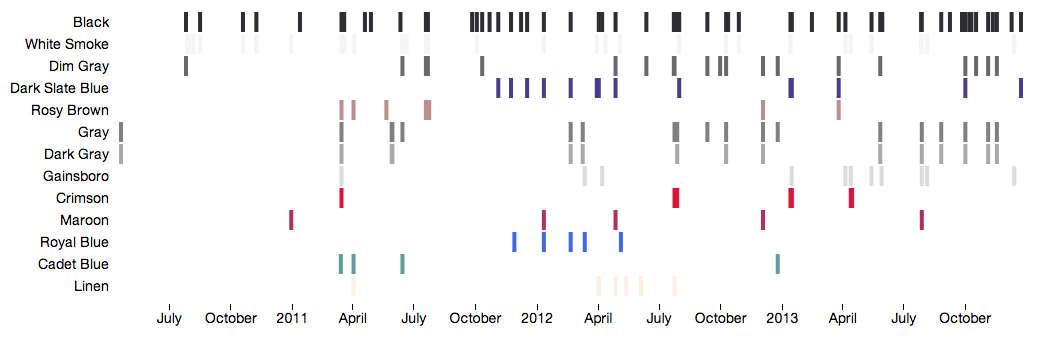 Black
White Smoke
Dim Gray
Dark Slate Blue
Rosy Brown
Gray
Dark Gray
Gainsboro
Crimson
Maroon
Royal Blue
Cadet Blue
Linen
July October 2011 April July October 2012 April July October 2013 April July October